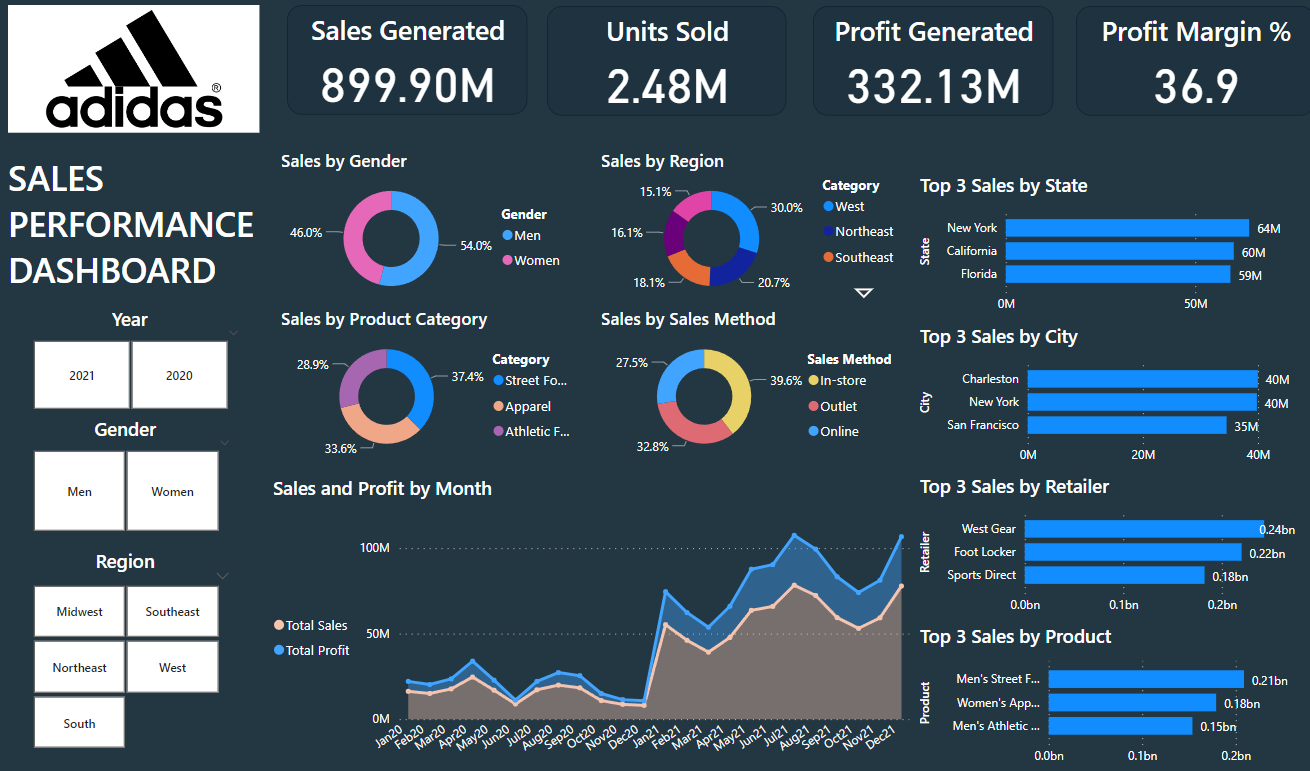 adidas®
SALES
PERFORMANCE
DASHBOARD
Sales Generated
899.90M
Units Sold
2.48M
Profit Generated
332.13M
Profit Margin %
36.9
Year
2021
2020
Gender
Men
Women
Region
Midwest
Southeast
Northeast
West
South
Sales by Gender
46.0%
54.0%
Gender
Men
Women
Sales by Region
15.1%
30.0%
16.1%
18.1%
20.7%
Category
West
Northeast
Southeast
Sales by Product Category
28.9%
37.4%
33.6%
Category
Street Fo...
Apparel
Athletic F...
Sales by Sales Method
27.5%
39.6%
32.8%
Sales Method
In-store
Outlet
Online
Sales and Profit by Month
Total Sales
Total Profit
100M
50M
0M
Jan20
Feb20
Mar20
Apr20
May20
Jun20
Jul20
Aug20
Sep20
Oct20
Nov20
Dec20
Jan21
Feb21
Mar21
Apr21
May21
Jun21
Jul21
Aug21
Sep21
Oct21
Nov21
Dec21
Top 3 Sales by State
State
New York 64M
California 60M
Florida 59M
0M 50M
Top 3 Sales by City
City
Charleston 40M
New York 40M
San Francisco 35M
0M 20M 40M
Top 3 Sales by Retailer
Retailer
West Gear 0.24bn
Foot Locker 0.22bn
Sports Direct 0.18bn
0.0bn 0.1bn 0.2bn
Top 3 Sales by Product
Product
Men's Street F... 0.21bn
Women's App... 0.18bn
Men's Athletic ... 0.15bn
0.0bn 0.1bn 0.2bn